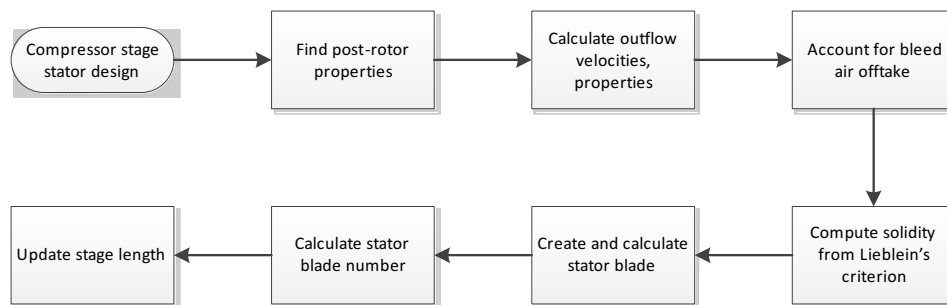 Compressor stage
stator design
Find post-rotor
properties
Calculate outflow
velocities,
properties
Account for bleed
air offtake
Compute solidity
from Lieblein's
criterion
Create and calculate
stator blade
Calculate stator
blade number
Update stage length